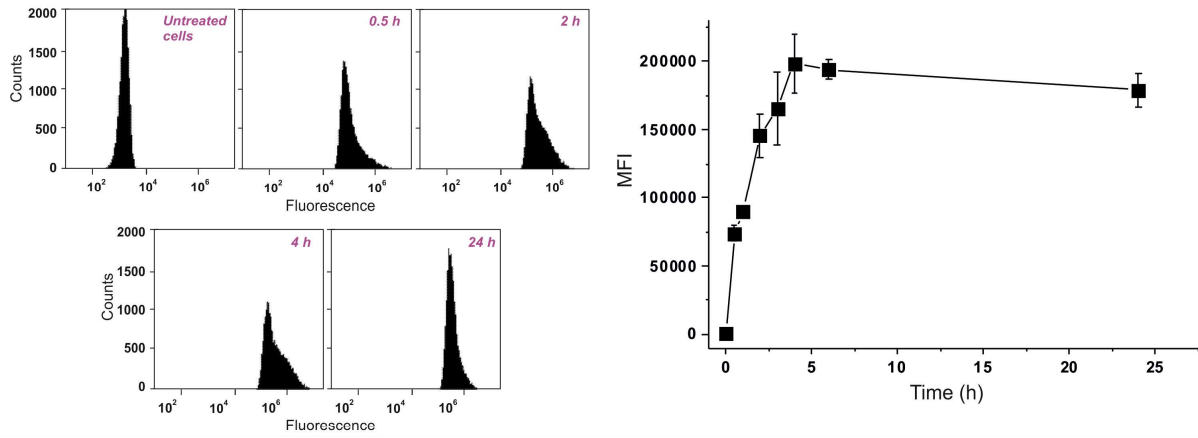 2000
1500
1000
500
0
Counts
Untreated
cells
0.5 h
2 h
10² 10⁴ 10⁶
10² 10⁴ 10⁶
10² 10⁴ 10⁶
Fluorescence
2000
1500
1000
500
0
Counts
4 h
24 h
10² 10⁴ 10⁶
10² 10⁴ 10⁶
Fluorescence
200000
150000
100000
50000
0
MFI
0 5 10 15 20 25
Time (h)